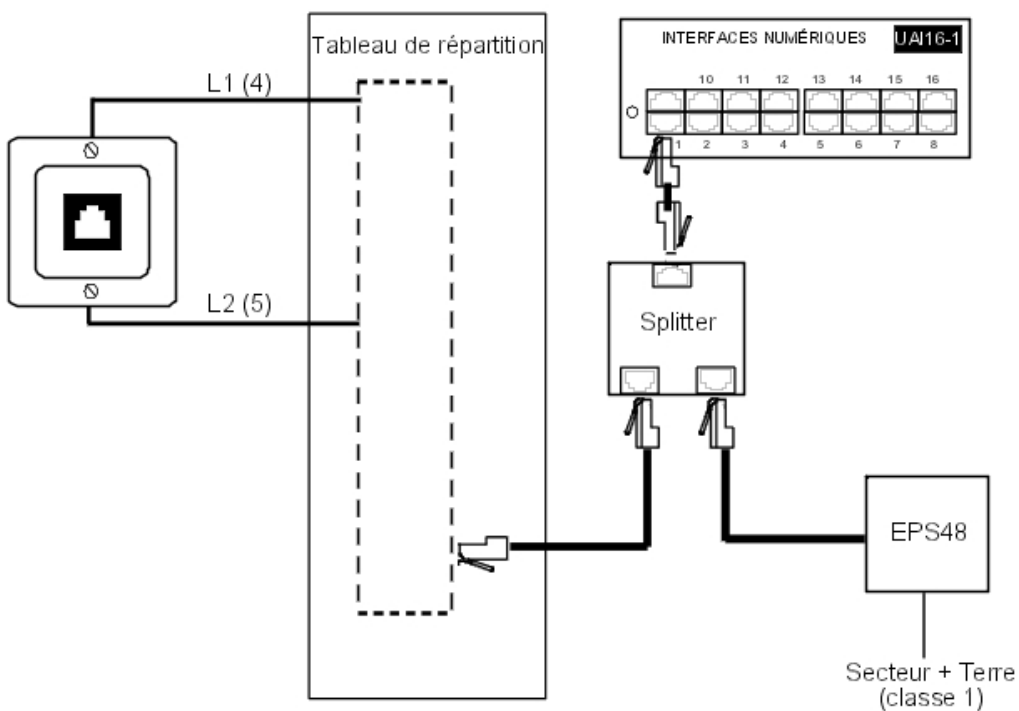 Tableau de répartition
L1 (4)
L2 (5)
INTERFACES NUMÉRIQUES UAI16-1
10 11 12 13 14 15 16
1 2 3 4 5 6 7 8
Splitter
EPS48
Secteur + Terre
(classe 1)